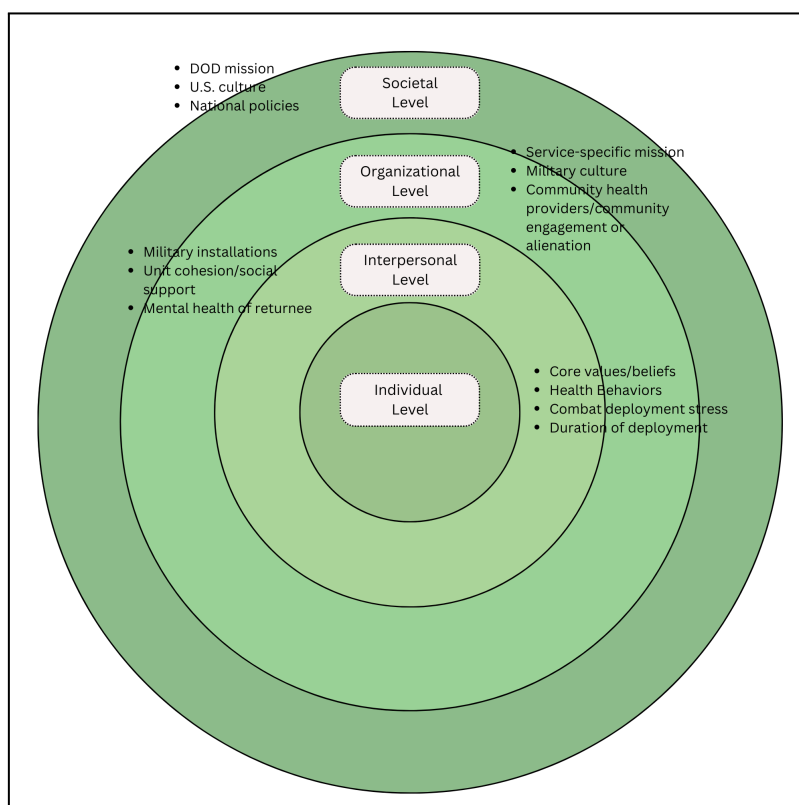 • DOD mission
• U.S. culture
• National policies
Societal
Level
• Service-specific mission
• Military culture
• Community health
providers/community
engagement or
alienation
Organizational
Level
• Military installations
• Unit cohesion/social
support
• Mental health of returnee
Interpersonal
Level
• Core values/beliefs
• Health Behaviors
• Combat deployment stress
• Duration of deployment
Individual
Level